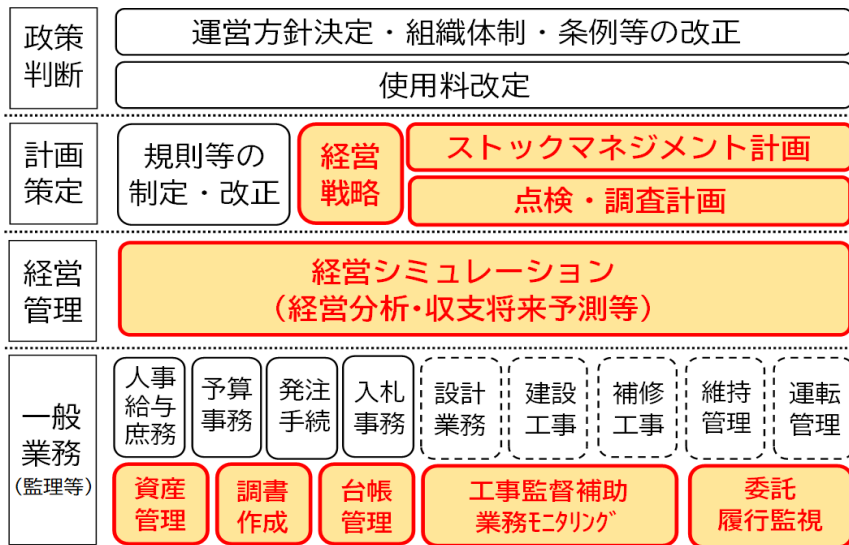 政策
判断
運営方針決定・組織体制・条例等の改正
使用料改定
計画
策定
規則等の
制定・改正
経営
戦略
ストックマネジメント計画
点検・調査計画
経営
管理
経営シミュレーション
(経営分析・収支将来予測等)
一般
業務
(監理等)
人事
給与
庶務
予算
事務
発注
手続
入札
事務
設計
業務
建設
工事
補修
工事
維持
管理
運転
管理
資産
管理
調書
作成
台帳
管理
工事監督補助
業務ﾓﾆﾀﾘﾝｸﾞ
委託
履行監視